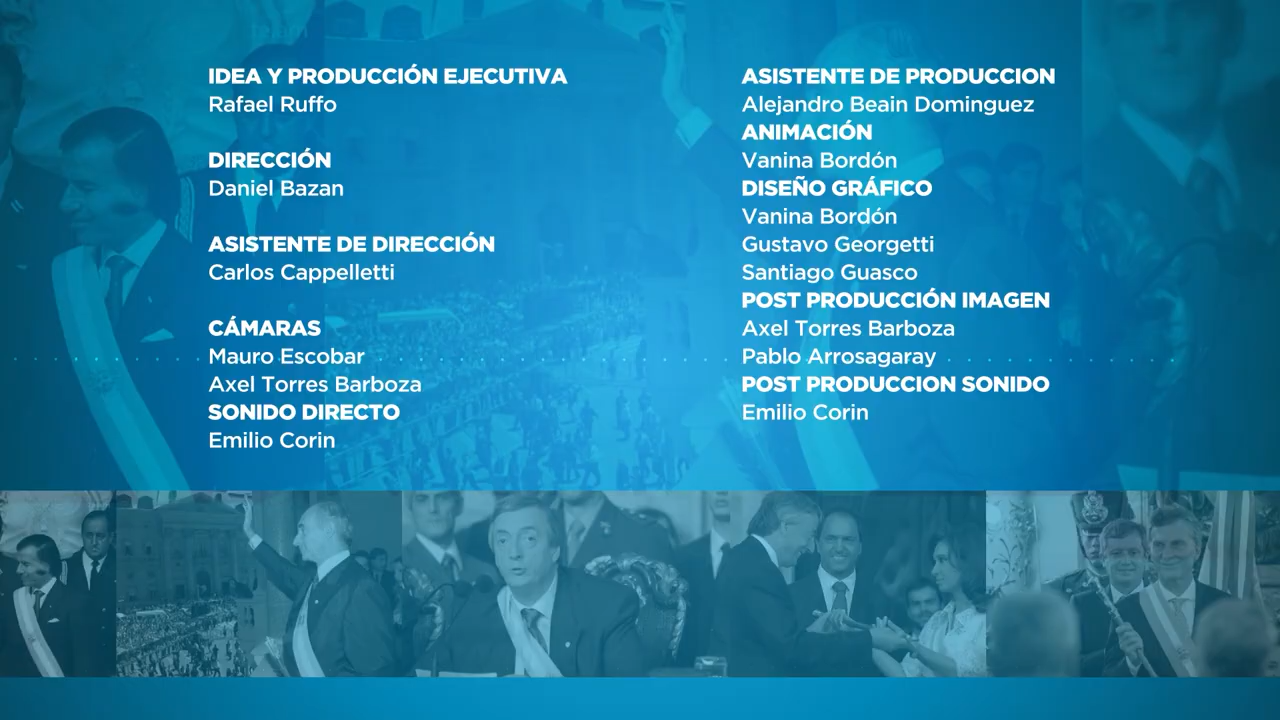 IDEA Y PRODUCCIÓN EJECUTIVA
Rafael Ruffo
DIRECCIÓN
Daniel Bazan
ASISTENTE DE DIRECCIÓN
Carlos Cappelletti
CÁMARAS
Mauro Escobar
Axel Torres Barboza
SONIDO DIRECTO
Emilio Corin
ASISTENTE DE PRODUCCION
Alejandro Beain Dominguez
ANIMACIÓN
Vanina Bordón
DISEÑO GRÁFICO
Vanina Bordón
Gustavo Georgetti
Santiago Guasco
POST PRODUCCIÓN IMAGEN
Axel Torres Barboza
Pablo Arrosagaray
POST PRODUCCION SONIDO
Emilio Corin